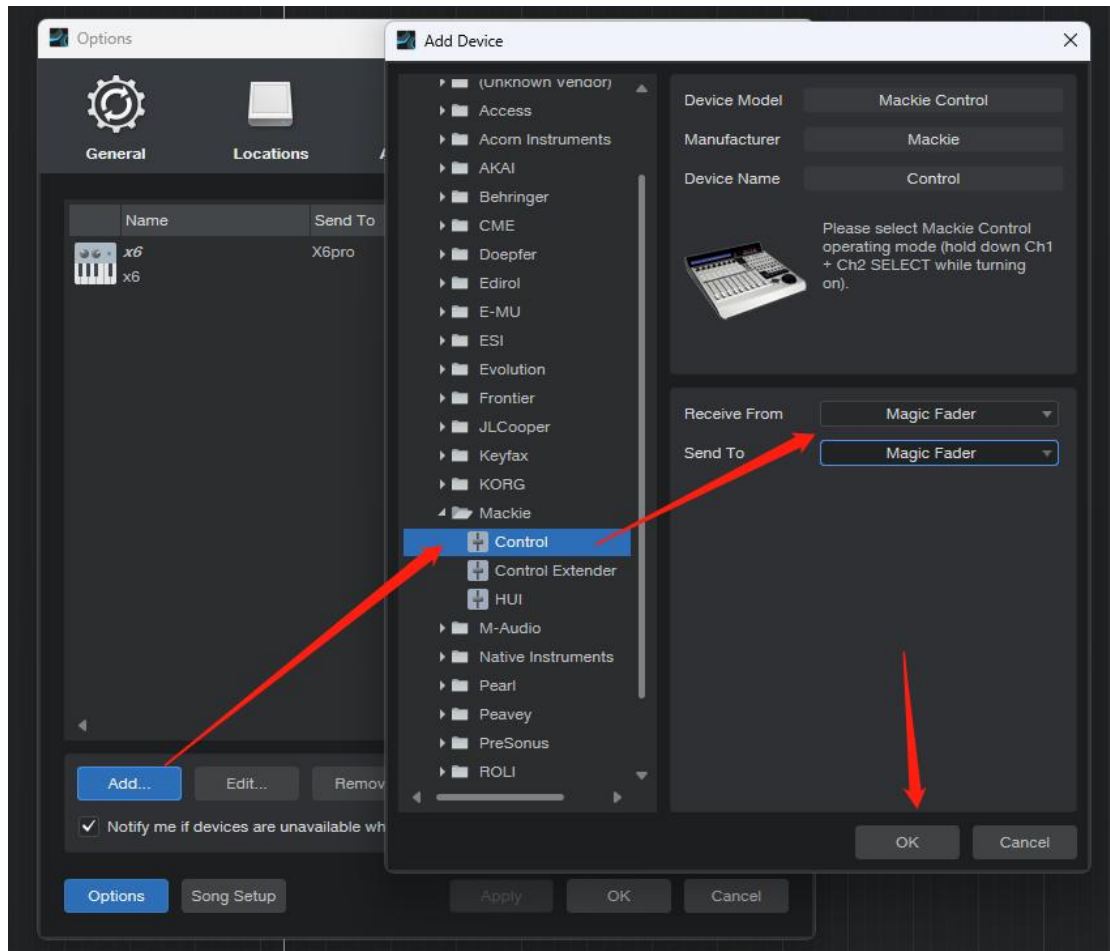 Options
General
Locations
Name
Send To
x6
X6pro
x6
Add...
Edit...
Remov
Notify me if devices are unavailable wh
Options
Song Setup
Apply
OK
Cancel
Add Device
(Unknown Vendor)
Access
Acorn Instruments
AKAI
Behringer
CME
Doepfer
Edirol
E-MU
ESI
Evolution
Frontier
JLCooper
Keyfax
KORG
Mackie
Control
Control Extender
HUI
M-Audio
Native Instruments
Pearl
Peavey
PreSonus
ROLI
Device Model
Mackie Control
Manufacturer
Mackie
Device Name
Control
Please select Mackie Control
operating mode (hold down Ch1
+ Ch2 SELECT while turning
on).
Receive From
Magic Fader
Send To
Magic Fader
OK
Cancel